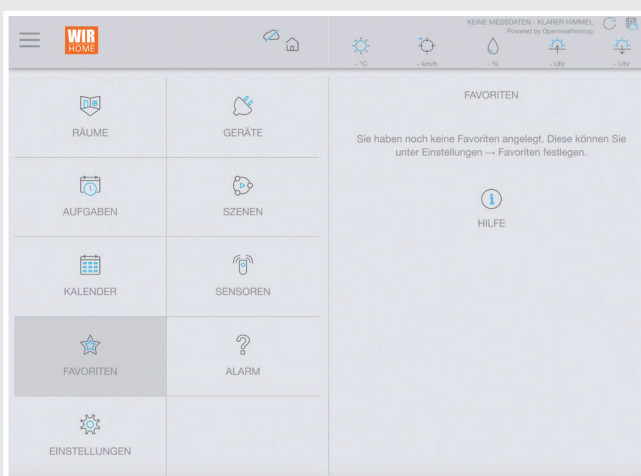 WIR
HOME
KEINE MESSDATEN - KLARER HIMMEL
Powered by Openweathermap
- °C
- km/h
- %
- Uhr
- Uhr
RÄUME
GERÄTE
AUFGABEN
SZENEN
KALENDER
SENSOREN
FAVORITEN
ALARM
EINSTELLUNGEN
FAVORITEN
Sie haben noch keine Favoriten angelegt. Diese können Sie
unter Einstellungen → Favoriten festlegen.
HILFE